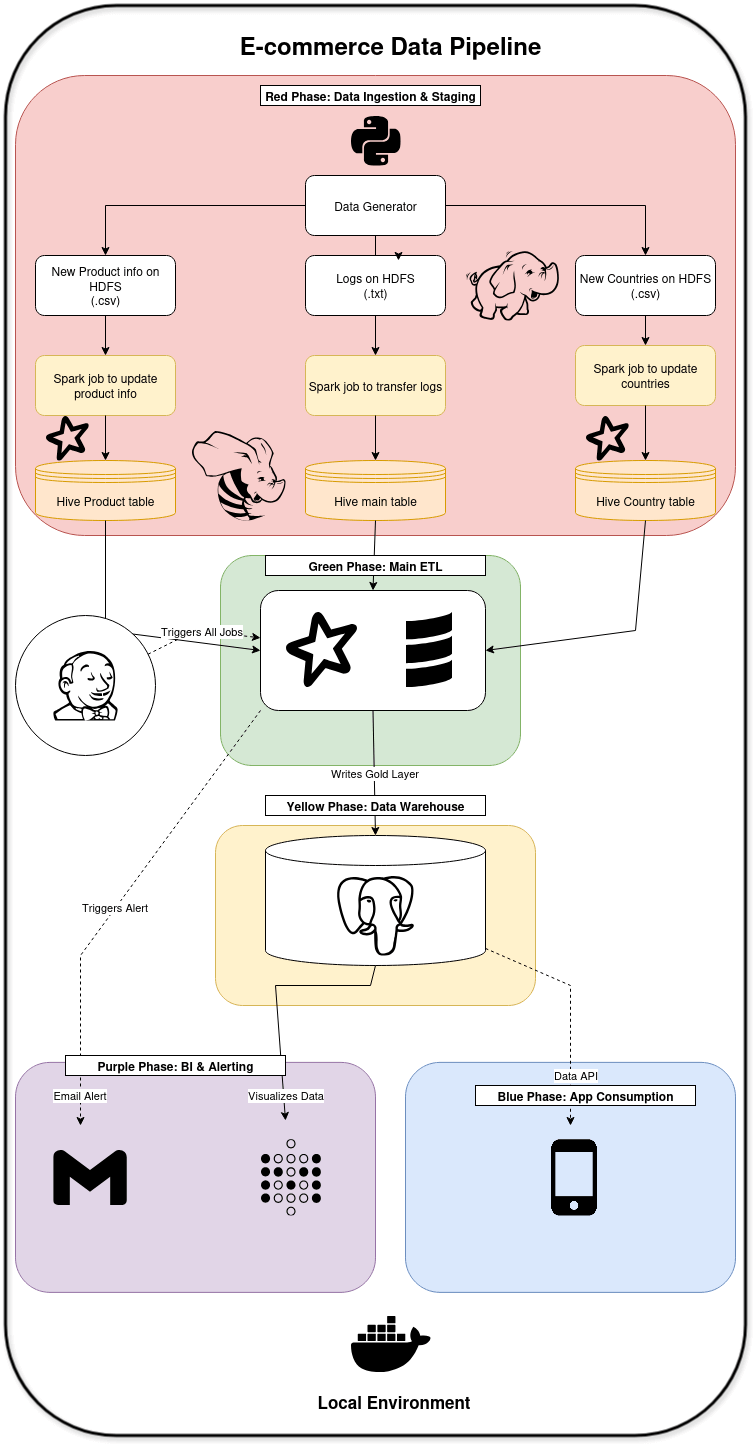 E-commerce Data Pipeline
Red Phase: Data Ingestion & Staging
Data Generator
New Product info on
HDFS
(.csv)
Logs on HDFS
(.txt)
New Countries on HDFS
(.csv)
Spark job to update
product info
Spark job to transfer logs
Spark job to update
countries
Hive Product table
Hive main table
Hive Country table
Green Phase: Main ETL
Triggers All Jobs
Writes Gold Layer
Yellow Phase: Data Warehouse
Triggers Alert
Purple Phase: BI & Alerting
Email Alert
Visualizes Data
Data API
Blue Phase: App Consumption
Local Environment